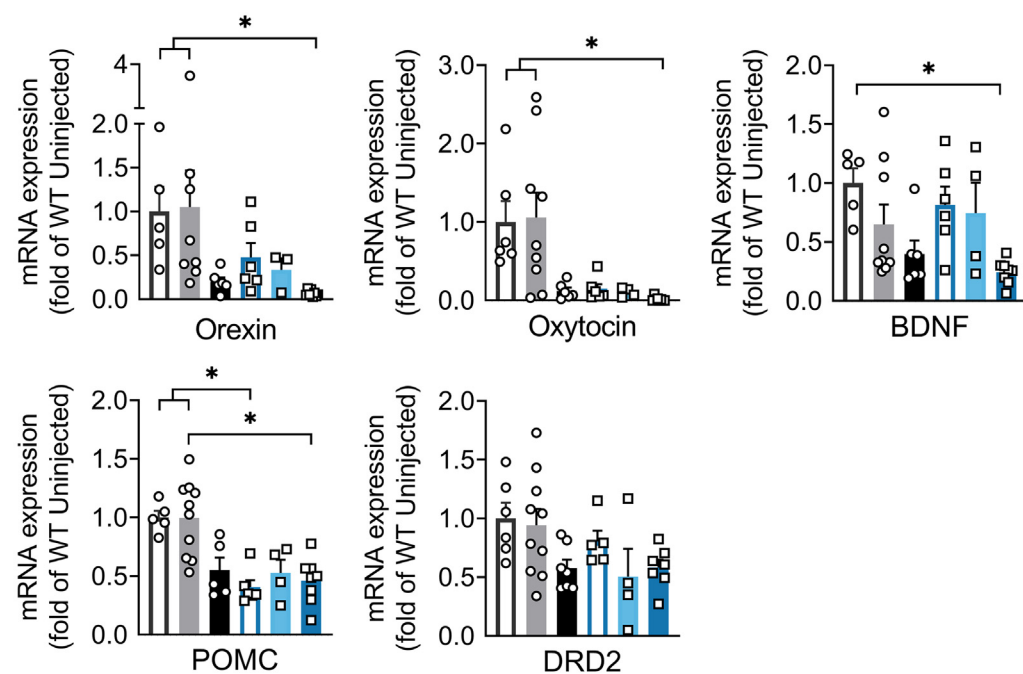 mRNA expression
(fold of WT Uninjected)
4
2.0
1.5
1.0
0.5
0.0
*
Orexin
mRNA expression
(fold of WT Uninjected)
3.0
2.0
1.0
0.0
*
Oxytocin
mRNA expression
(fold of WT Uninjected)
2.0
1.5
1.0
0.5
0.0
*
BDNF
mRNA expression
(fold of WT Uninjected)
2.0
1.5
1.0
0.5
0.0
*
*
POMC
mRNA expression
(fold of WT Uninjected)
2.0
1.5
1.0
0.5
0.0
DRD2